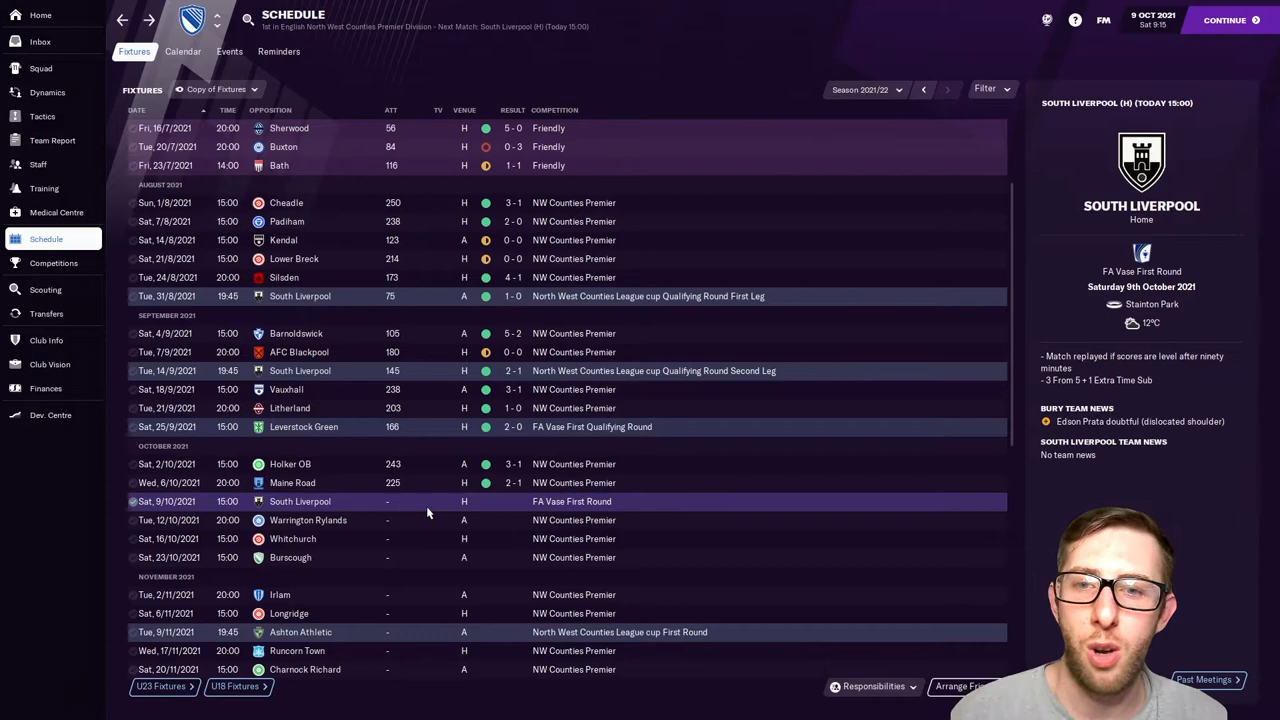 Home
Inbox
Squad
Dynamics
Tactics
Team Report
Staff
Training
Medical Centre
Schedule
Competitions
Scouting
Transfers
Club Info
Club Vision
Finances
Dev. Centre
SCHEDULE
1st in English North West Counties Premier Division - Next Match: South Liverpool (H) (Today 15:00)
FM
9 OCT 2021
Sat 9:15
CONTINUE
Fixtures Calendar Events Reminders
FIXTURES Copy of Fixtures Season 2021/22 Filter
DATE TIME OPPOSITION ATT TV VENUE RESULT COMPETITION
Fri, 16/7/2021 20:00 Sherwood 56 H 5 - 0 Friendly
Tue, 20/7/2021 20:00 Buxton 84 H 0 - 3 Friendly
Fri, 23/7/2021 14:00 Bath 116 H 1 - 1 Friendly
AUGUST 2021
Sun, 1/8/2021 15:00 Cheadle 250 H 3 - 1 NW Counties Premier
Sat, 7/8/2021 15:00 Padiham 238 H 2 - 0 NW Counties Premier
Sat, 14/8/2021 15:00 Kendal 123 A 0 - 0 NW Counties Premier
Sat, 21/8/2021 15:00 Lower Breck 214 H 0 - 0 NW Counties Premier
Tue, 24/8/2021 20:00 Silsden 173 H 4 - 1 NW Counties Premier
Tue, 31/8/2021 19:45 South Liverpool 75 A 1 - 0 North West Counties League cup Qualifying Round First Leg
SEPTEMBER 2021
Sat, 4/9/2021 15:00 Barnoldswick 105 A 5 - 2 NW Counties Premier
Tue, 7/9/2021 20:00 AFC Blackpool 180 H 0 - 0 NW Counties Premier
Tue, 14/9/2021 19:45 South Liverpool 145 H 2 - 1 North West Counties League cup Qualifying Round Second Leg
Sat, 18/9/2021 15:00 Vauxhall 238 A 3 - 1 NW Counties Premier
Tue, 21/9/2021 20:00 Litherland 203 H 1 - 0 NW Counties Premier
Sat, 25/9/2021 15:00 Leverstock Green 166 H 2 - 0 FA Vase First Qualifying Round
OCTOBER 2021
Sat, 2/10/2021 15:00 Holker OB 243 A 3 - 1 NW Counties Premier
Wed, 6/10/2021 20:00 Maine Road 225 H 2 - 1 NW Counties Premier
Sat, 9/10/2021 15:00 South Liverpool - H FA Vase First Round
Tue, 12/10/2021 20:00 Warrington Rylands - A NW Counties Premier
Sat, 16/10/2021 15:00 Whitchurch - H NW Counties Premier
Sat, 23/10/2021 15:00 Burscough - A NW Counties Premier
NOVEMBER 2021
Tue, 2/11/2021 20:00 Irlam - A NW Counties Premier
Sat, 6/11/2021 15:00 Longridge - H NW Counties Premier
Tue, 9/11/2021 19:45 Ashton Athletic - A North West Counties League cup First Round
Wed, 17/11/2021 20:00 Runcorn Town - H NW Counties Premier
Sat, 20/11/2021 15:00 Charnock Richard - A NW Counties Premier
U23 Fixtures U18 Fixtures Responsibilities Arrange
SOUTH LIVERPOOL (H) (TODAY 15:00)
SOUTH LIVERPOOL
Home
FA Vase First Round
Saturday 9th October 2021
Stainton Park
12°C
- Match replayed if scores are level after ninety
minutes
- 3 From 5 + 1 Extra Time Sub
BURY TEAM NEWS
Edson Prata doubtful (dislocated shoulder)
SOUTH LIVERPOOL TEAM NEWS
No team news
Past Meetings